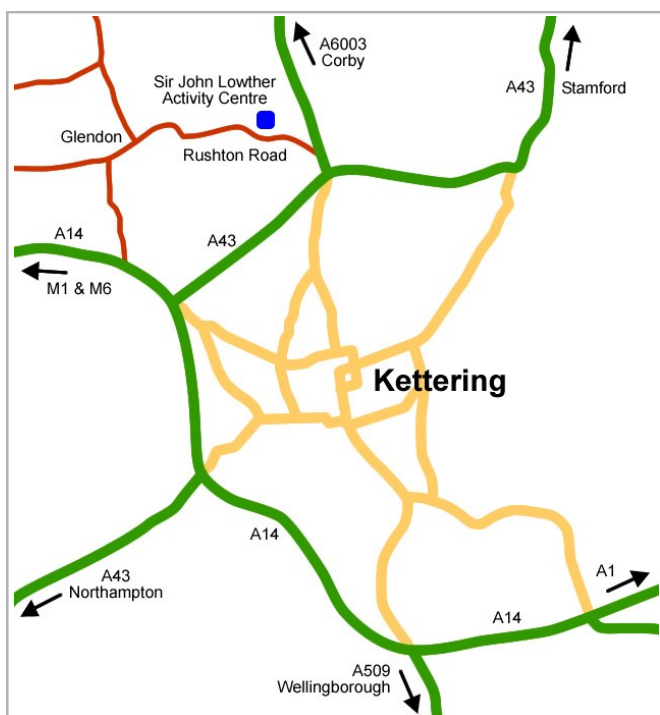 A6003
Corby
Sir John Lowther
Activity Centre
A43
Stamford
Glendon
Rushton Road
A14
A43
M1 & M6
Kettering
A14
A43
Northampton
A1
A14
A509
Wellingborough